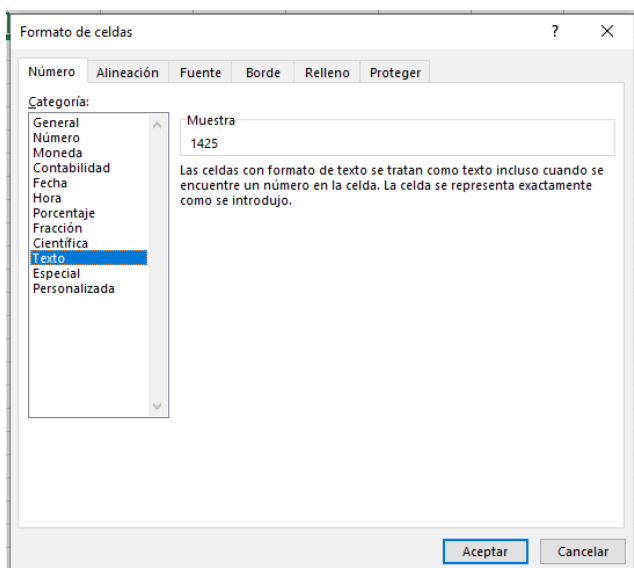 Formato de celdas ? ×
Número Alineación Fuente Borde Relleno Proteger
Categoría:
General
Número
Moneda
Contabilidad
Fecha
Hora
Porcentaje
Fracción
Científica
Texto
Especial
Personalizada
Muestra
1425
Las celdas con formato de texto se tratan como texto incluso cuando se
encuentre un número en la celda. La celda se representa exactamente
como se introdujo.
Aceptar Cancelar